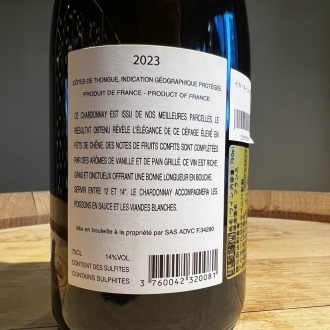 2023
CÔTES DE THONGUE, INDICATION GÉOGRAPHIQUE PROTÉGÉE
PRODUIT DE FRANCE - PRODUCT OF FRANCE
CE CHARDONNAY EST ISSU DE NOS MEILLEURES PARCELLES. LE
RÉSULTAT OBTENU RÉVÈLE L'ÉLÉGANCE DE CE CÉPAGE ÉLEVÉ EN
FÛTS DE CHÊNE. DES NOTES DE FRUITS CONFITS SONT COMPLÉTÉES
PAR DES ARÔMES DE VANILLE ET DE PAIN GRILLÉ. CE VIN EST RICHE,
GRAS ET ONCTUEUX OFFRANT UNE BONNE LONGUEUR EN BOUCHE.
SERVIR ENTRE 12 ET 14°. LE CHARDONNAY ACCOMPAGNERA LES
POISSONS EN SAUCE ET LES VIANDES BLANCHES.
Mis en bouteille à la propriété par SAS ADVC F.34290
75CL 14%VOL
CONTIENT DES SULFITES
CONTAINS SULPHITES
3 760042 320081